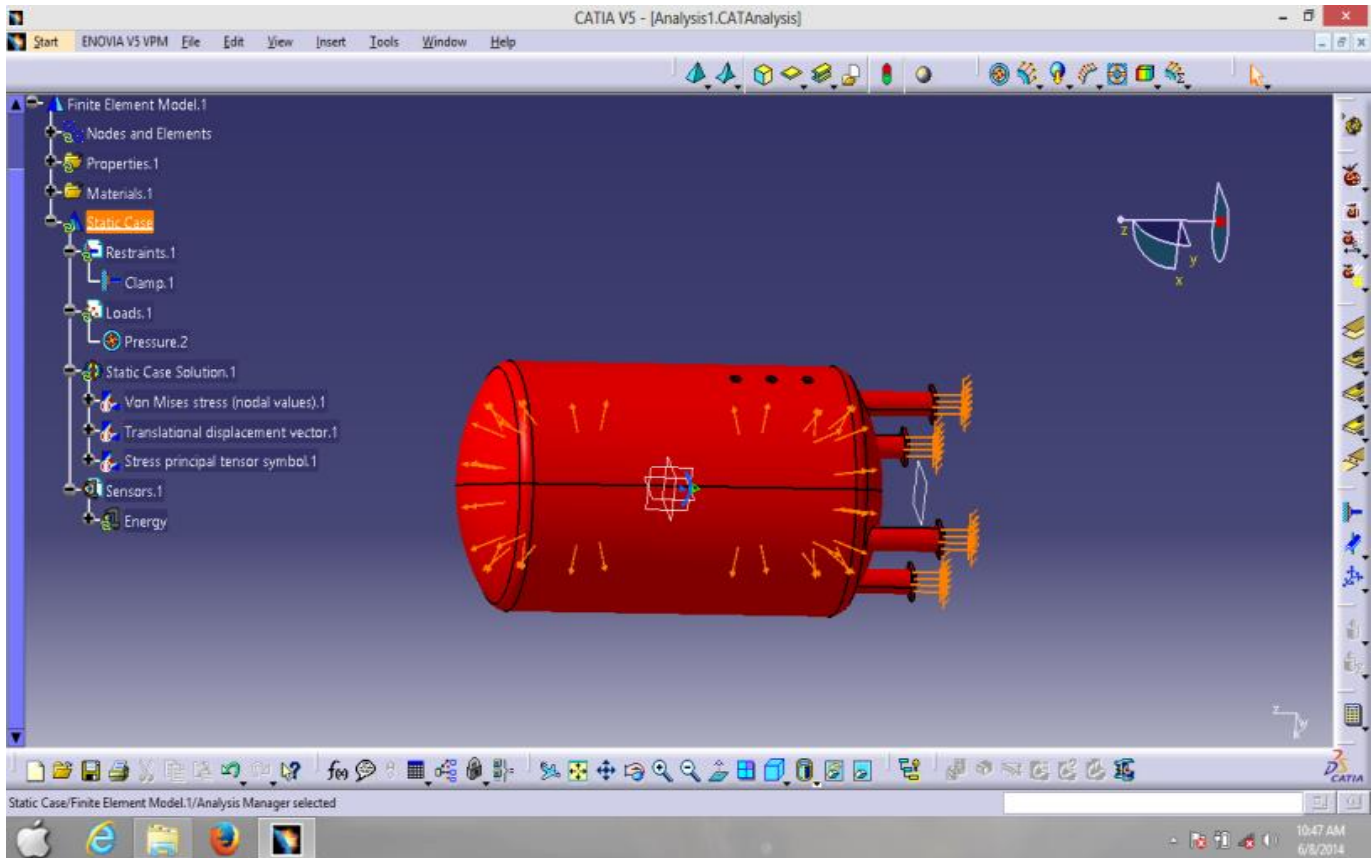 CATIA V5 - [Analysis1.CATAnalysis]
Start ENOVIA V5 VPM File Edit View Insert Tools Window Help
Finite Element Model.1
Nodes and Elements
Properties.1
Materials.1
Static Case
Restraints.1
Clamp.1
Loads.1
Pressure.2
Static Case Solution.1
Von Mises stress (nodal values).1
Translational displacement vector.1
Stress principal tensor symbol.1
Sensors.1
Energy
z
y
x
z
y
f(x)
CATIA
Static Case/Finite Element Model.1/Analysis Manager selected
10:47 AM
6/8/2014